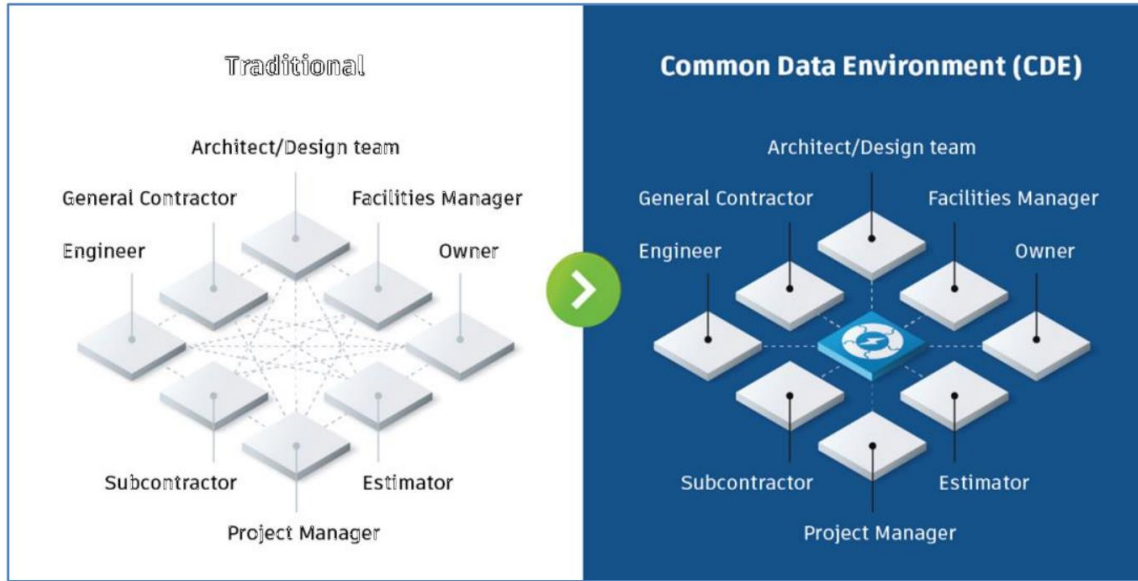 Traditional
Architect/Design team
General Contractor
Facilities Manager
Engineer
Owner
Subcontractor
Estimator
Project Manager
Common Data Environment (CDE)
Architect/Design team
General Contractor
Facilities Manager
Engineer
Owner
Subcontractor
Estimator
Project Manager